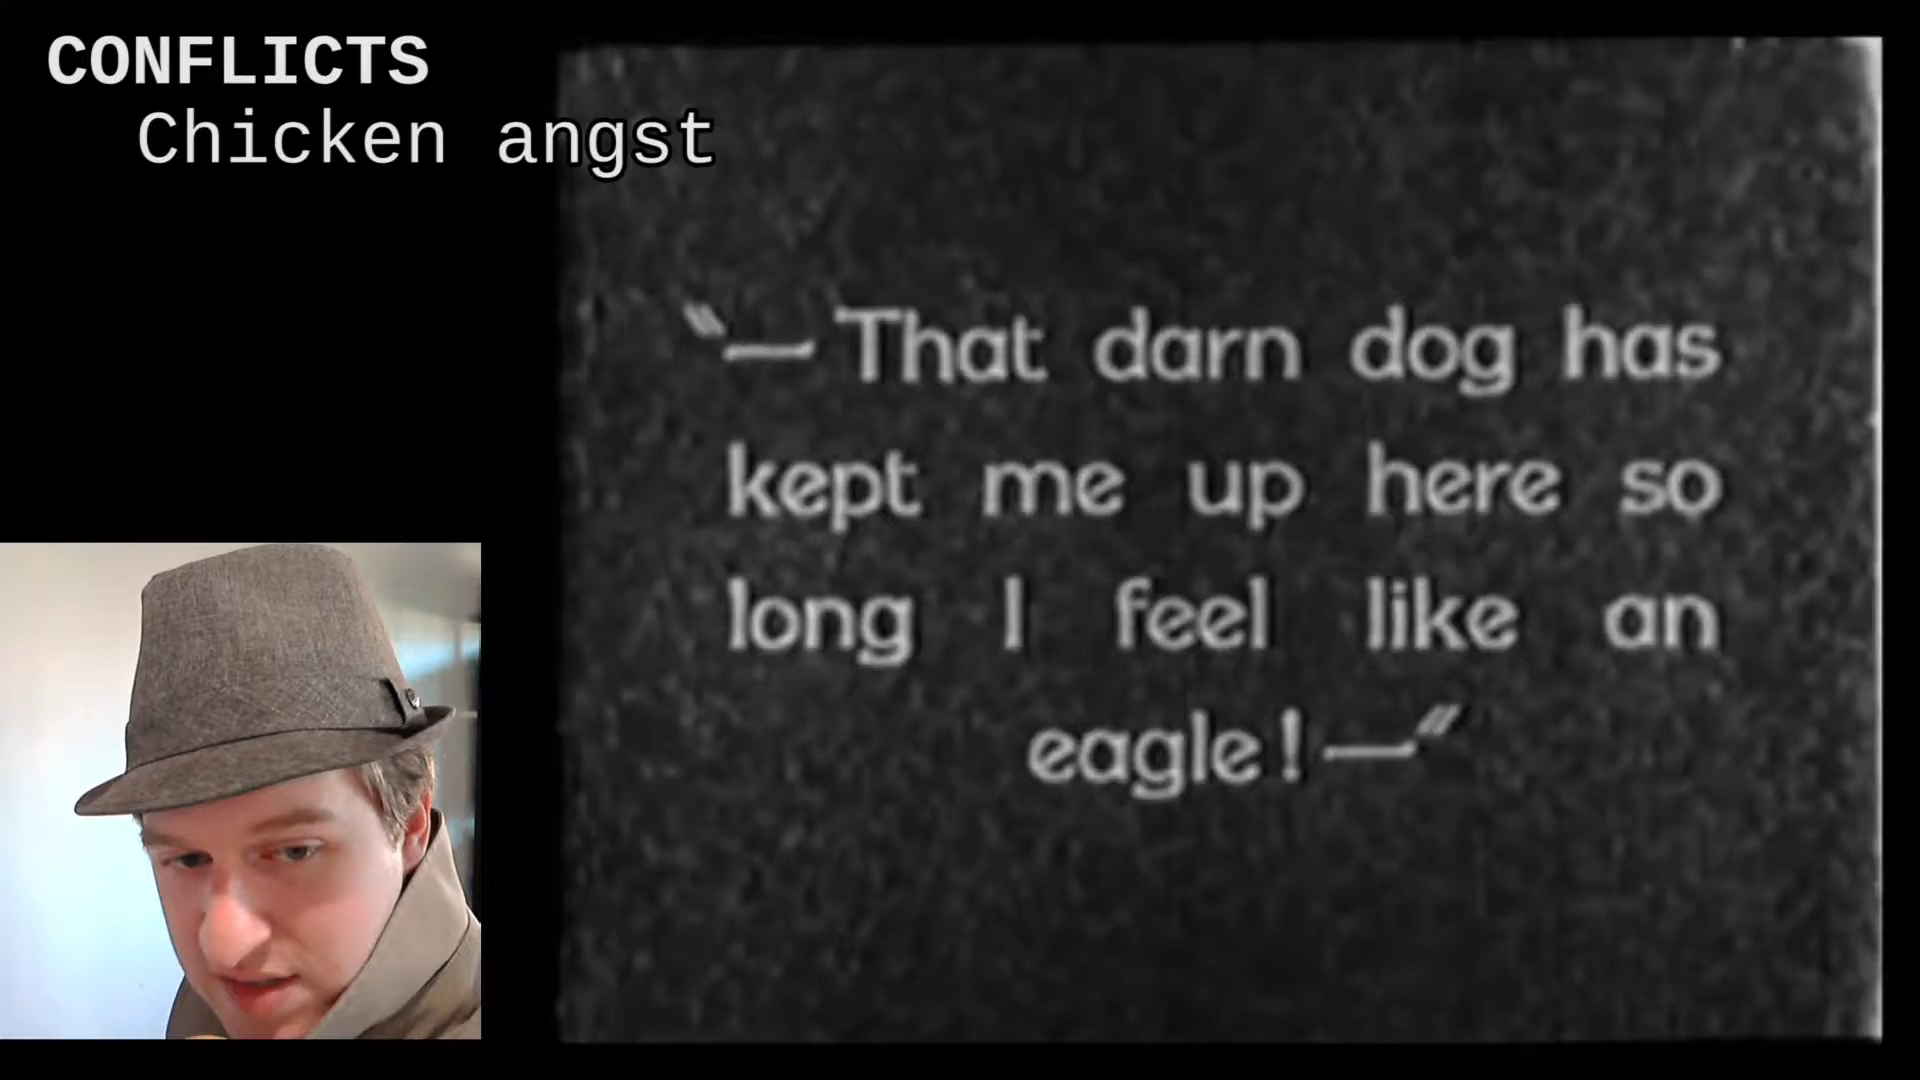 CONFLICTS
Chicken angst
“— That darn dog has
kept me up here so
long I feel like an
eagle! —”